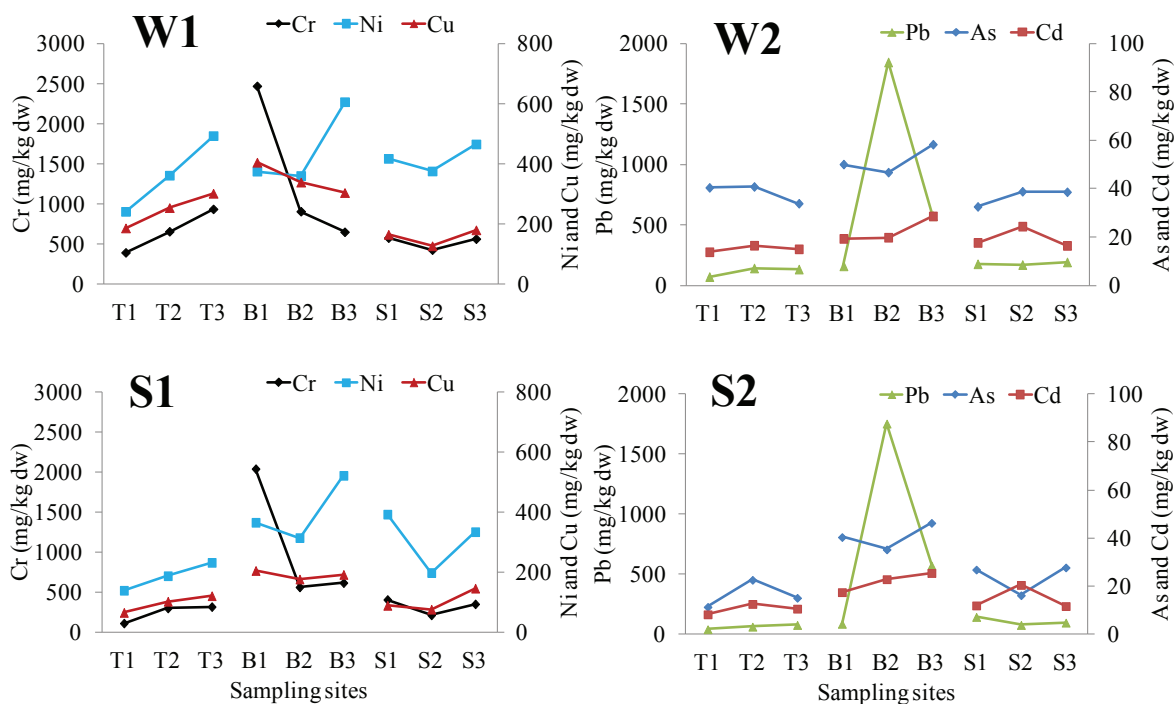 W1
Cr Ni Cu
3000
2500
2000
1500
1000
500
0
Cr (mg/kg dw)
800
600
400
200
0
Ni and Cu (mg/kg dw)
T1 T2 T3 B1 B2 B3 S1 S2 S3
W2
Pb As Cd
2000
1500
1000
500
0
Pb (mg/kg dw)
100
80
60
40
20
0
As and Cd (mg/kg dw)
T1 T2 T3 B1 B2 B3 S1 S2 S3
S1
Cr Ni Cu
3000
2500
2000
1500
1000
500
0
Cr (mg/kg dw)
800
600
400
200
0
Ni and Cu (mg/kg dw)
T1 T2 T3 B1 B2 B3 S1 S2 S3
Sampling sites
S2
Pb As Cd
2000
1500
1000
500
0
Pb (mg/kg dw)
100
80
60
40
20
0
As and Cd (mg/kg dw)
T1 T2 T3 B1 B2 B3 S1 S2 S3
Sampling sites